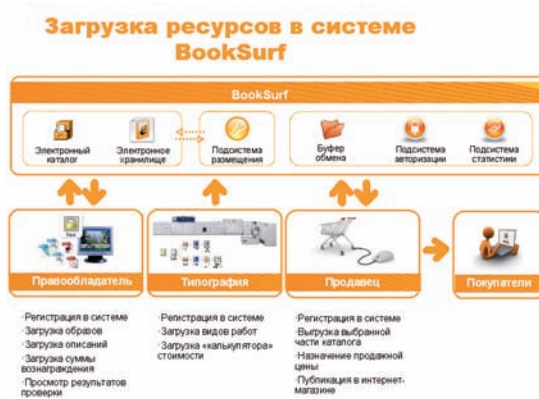 Загрузка ресурсов в системе
BookSurf
BookSurf
Электронный
каталог
Электронное
хранилище
Подсистема
размещения
Буфер
обмена
Подсистема
авторизации
Подсистема
статистики
Правообладатель
Типография
Продавец
Покупатели
·Регистрация в системе
·Загрузка образов
·Загрузка описаний
·Загрузка суммы
вознаграждения
·Просмотр результатов
проверки
·Регистрация в системе
·Загрузка видов работ
·Загрузка «калькулятора»
стоимости
·Регистрация в системе
·Выгрузка выбранной
части каталога
·Назначение продажной
цены
·Публикация в интернет-
магазине